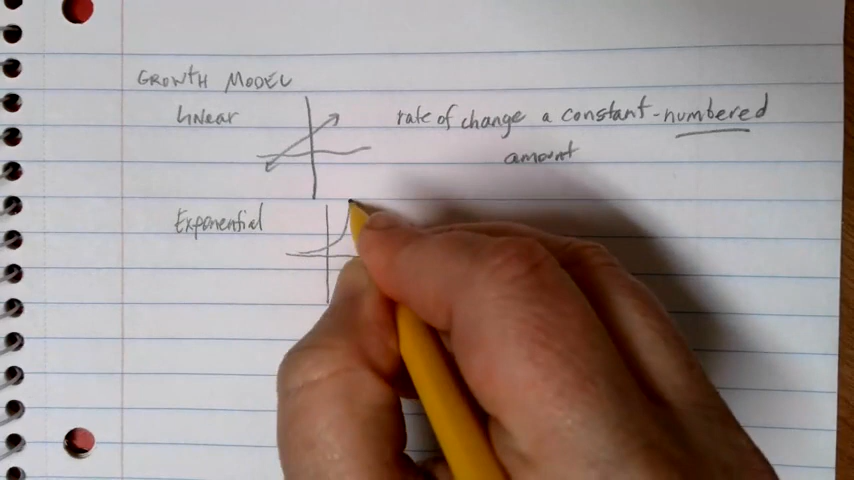 GROWTH MODEL
Linear rate of change a constant-numbered
amount
Exponential